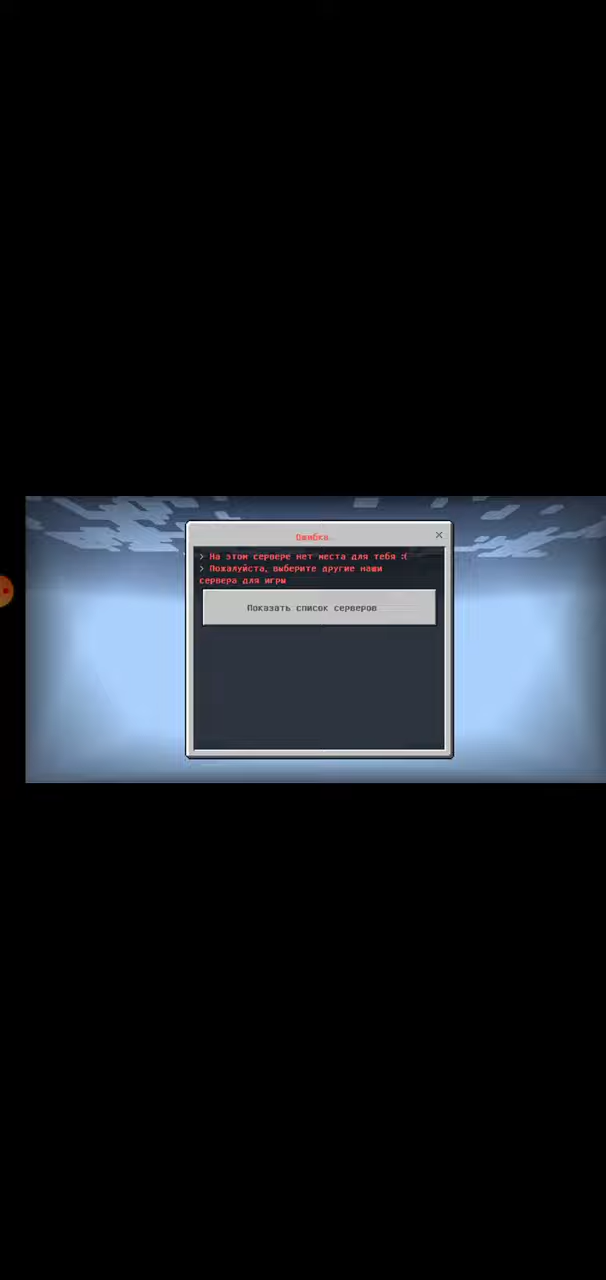 Ошибка.
> На этом сервере нет места для тебя :(
> Пожалуйста, выберите другие наши
сервера для игры
Показать список серверов